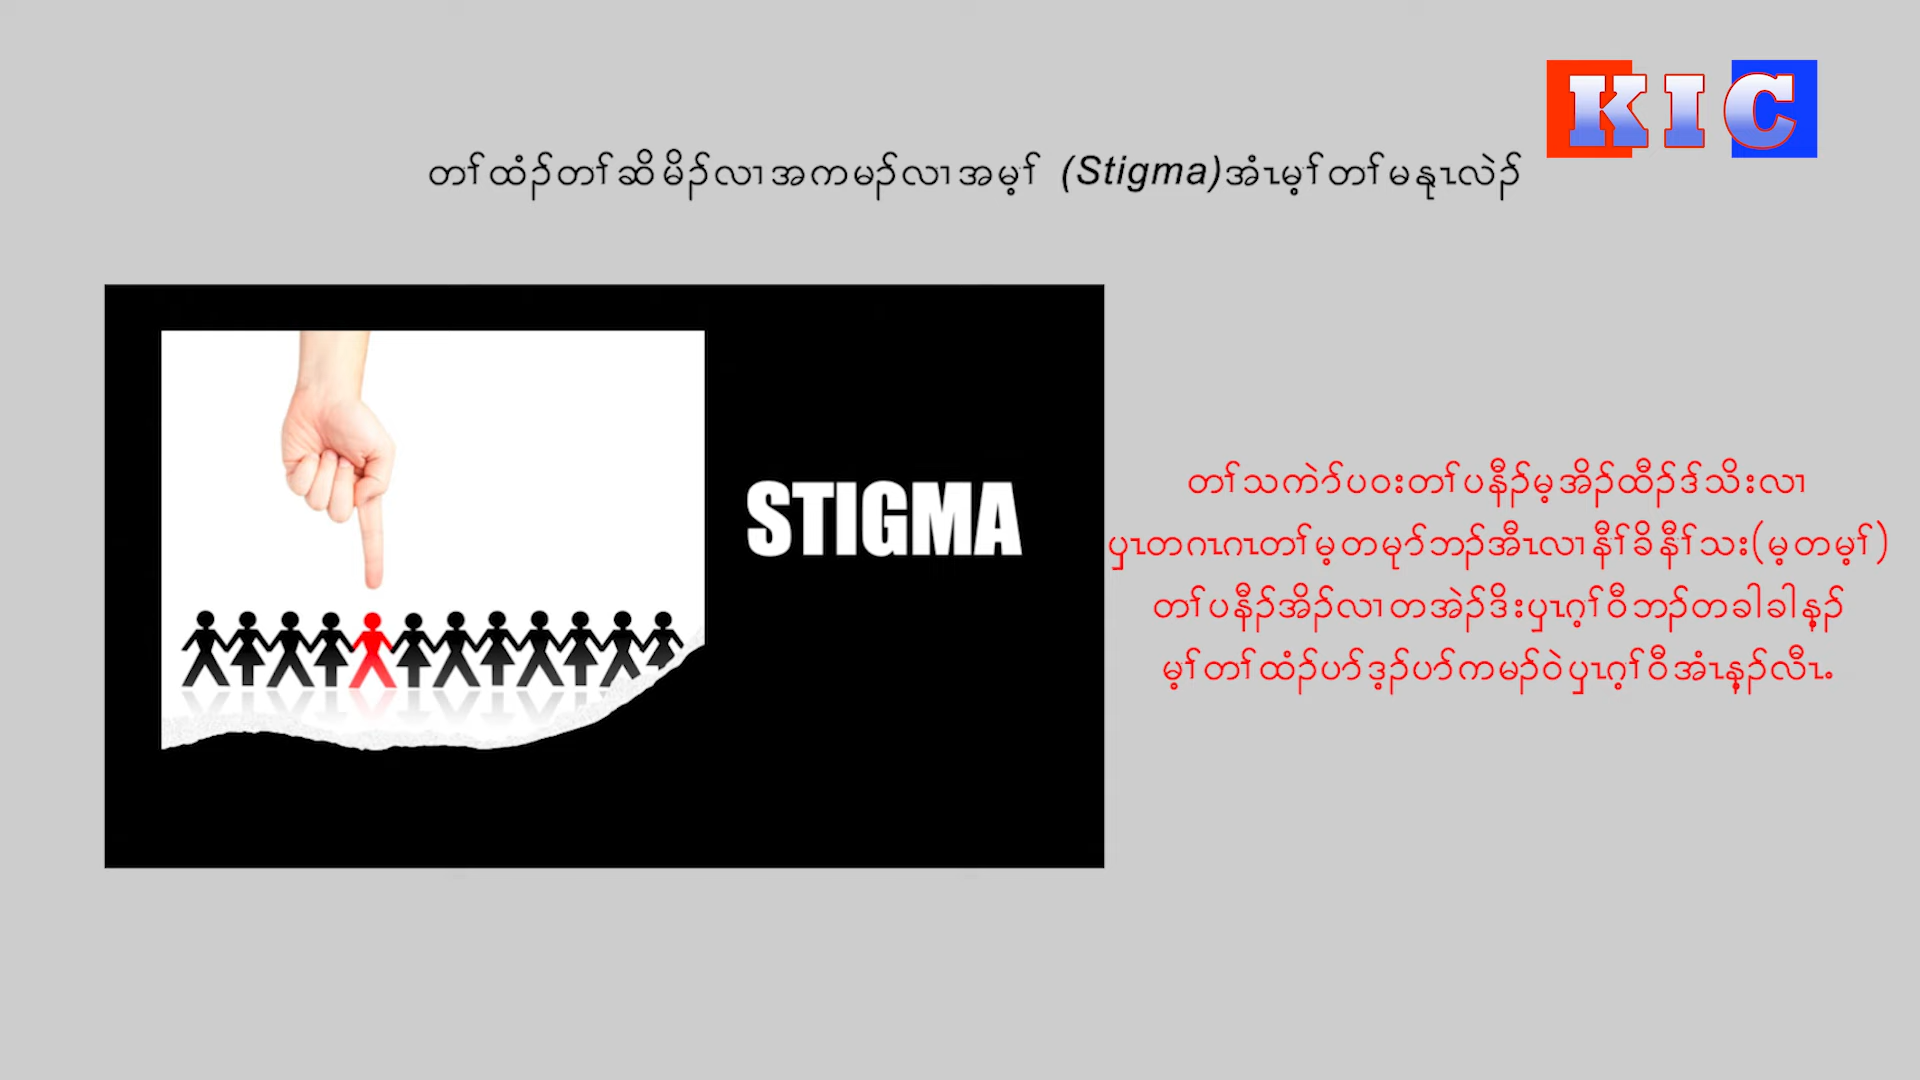 KIC
တၢ်ထံၣ်တၢ်ဆိမိၣ်လၢအကမၣ်လၢအမ့ၢ် (Stigma)အံၤမ့ၢ်တၢ်မနုၤလဲၣ်
STIGMA
တၢ်သကဲာ်ပဝးတၢ်ပနီၣ်မ့အိၣ်ထီၣ်ဒ်သိးလၢ
ပှၤတဂၤဂၤတၢ်မ့တမုာ်ဘၣ်အီၤလၢနီၢ်ခိနီၢ်သး(မ့တမ့ၢ်)
တၢ်ပနီၣ်အိၣ်လၢတအဲၣ်ဒိးပှၤဂ့ၢ်ဝီဘၣ်တခါခါန့ၣ်
မ့ၢ်တၢ်ထံၣ်ပာ်ဒ့ၣ်ပာ်ကမၣ်ဝဲပှၤဂ့ၢ်ဝီအံၤန့ၣ်လီၤႉ